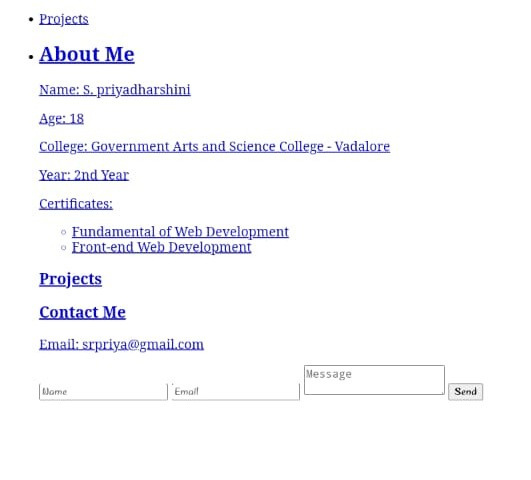 Projects
About Me
Name: S. priyadharshini
Age: 18
College: Government Arts and Science College - Vadalore
Year: 2nd Year
Certificates:
Fundamental of Web Development
Front-end Web Development
Projects
Contact Me
Email: srpriya@gmail.com
Name Email Message Send